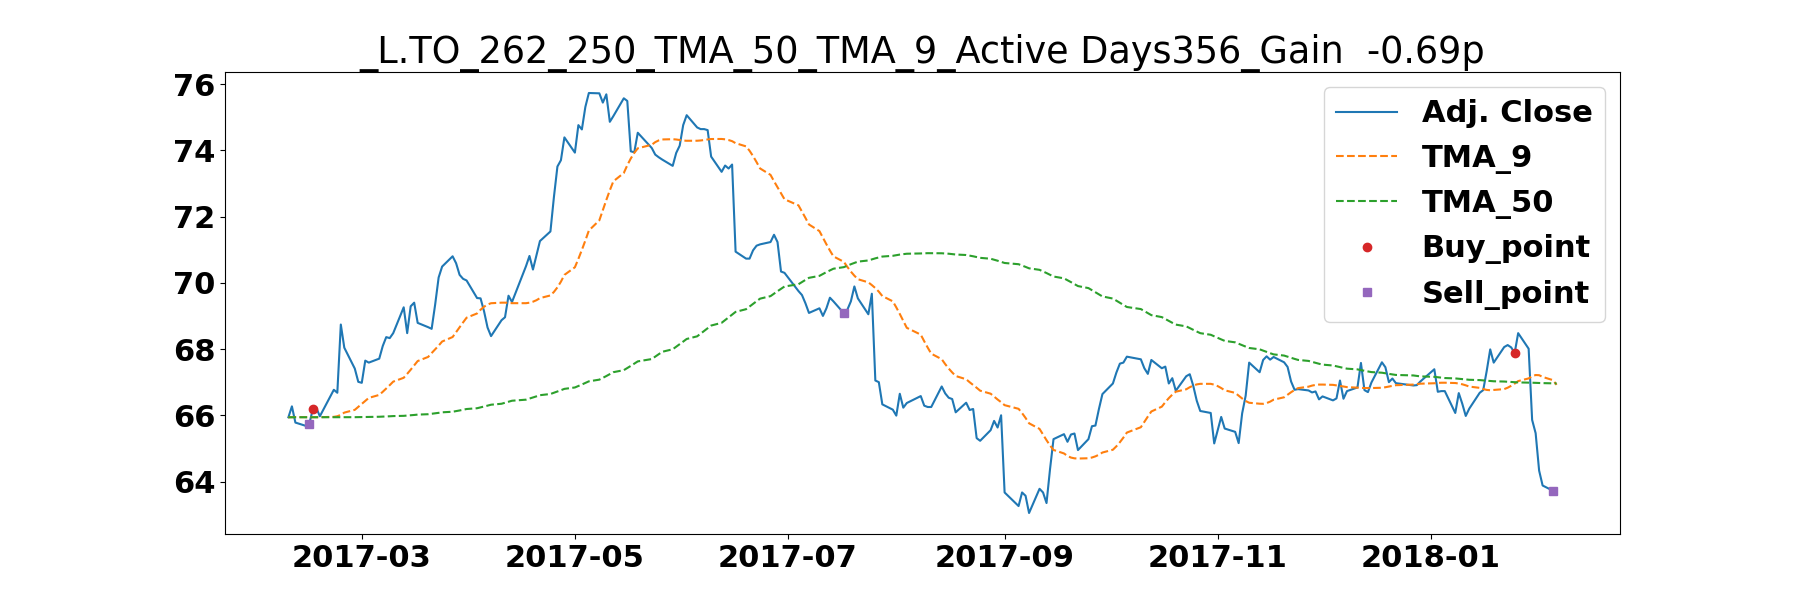 _L.TO_262_250_TMA_50_TMA_9_Active Days356_Gain  -0.69p
76
74
72
70
68
66
64
Adj. Close
TMA_9
TMA_50
Buy_point
Sell_point
2017-03 2017-05 2017-07 2017-09 2017-11 2018-01